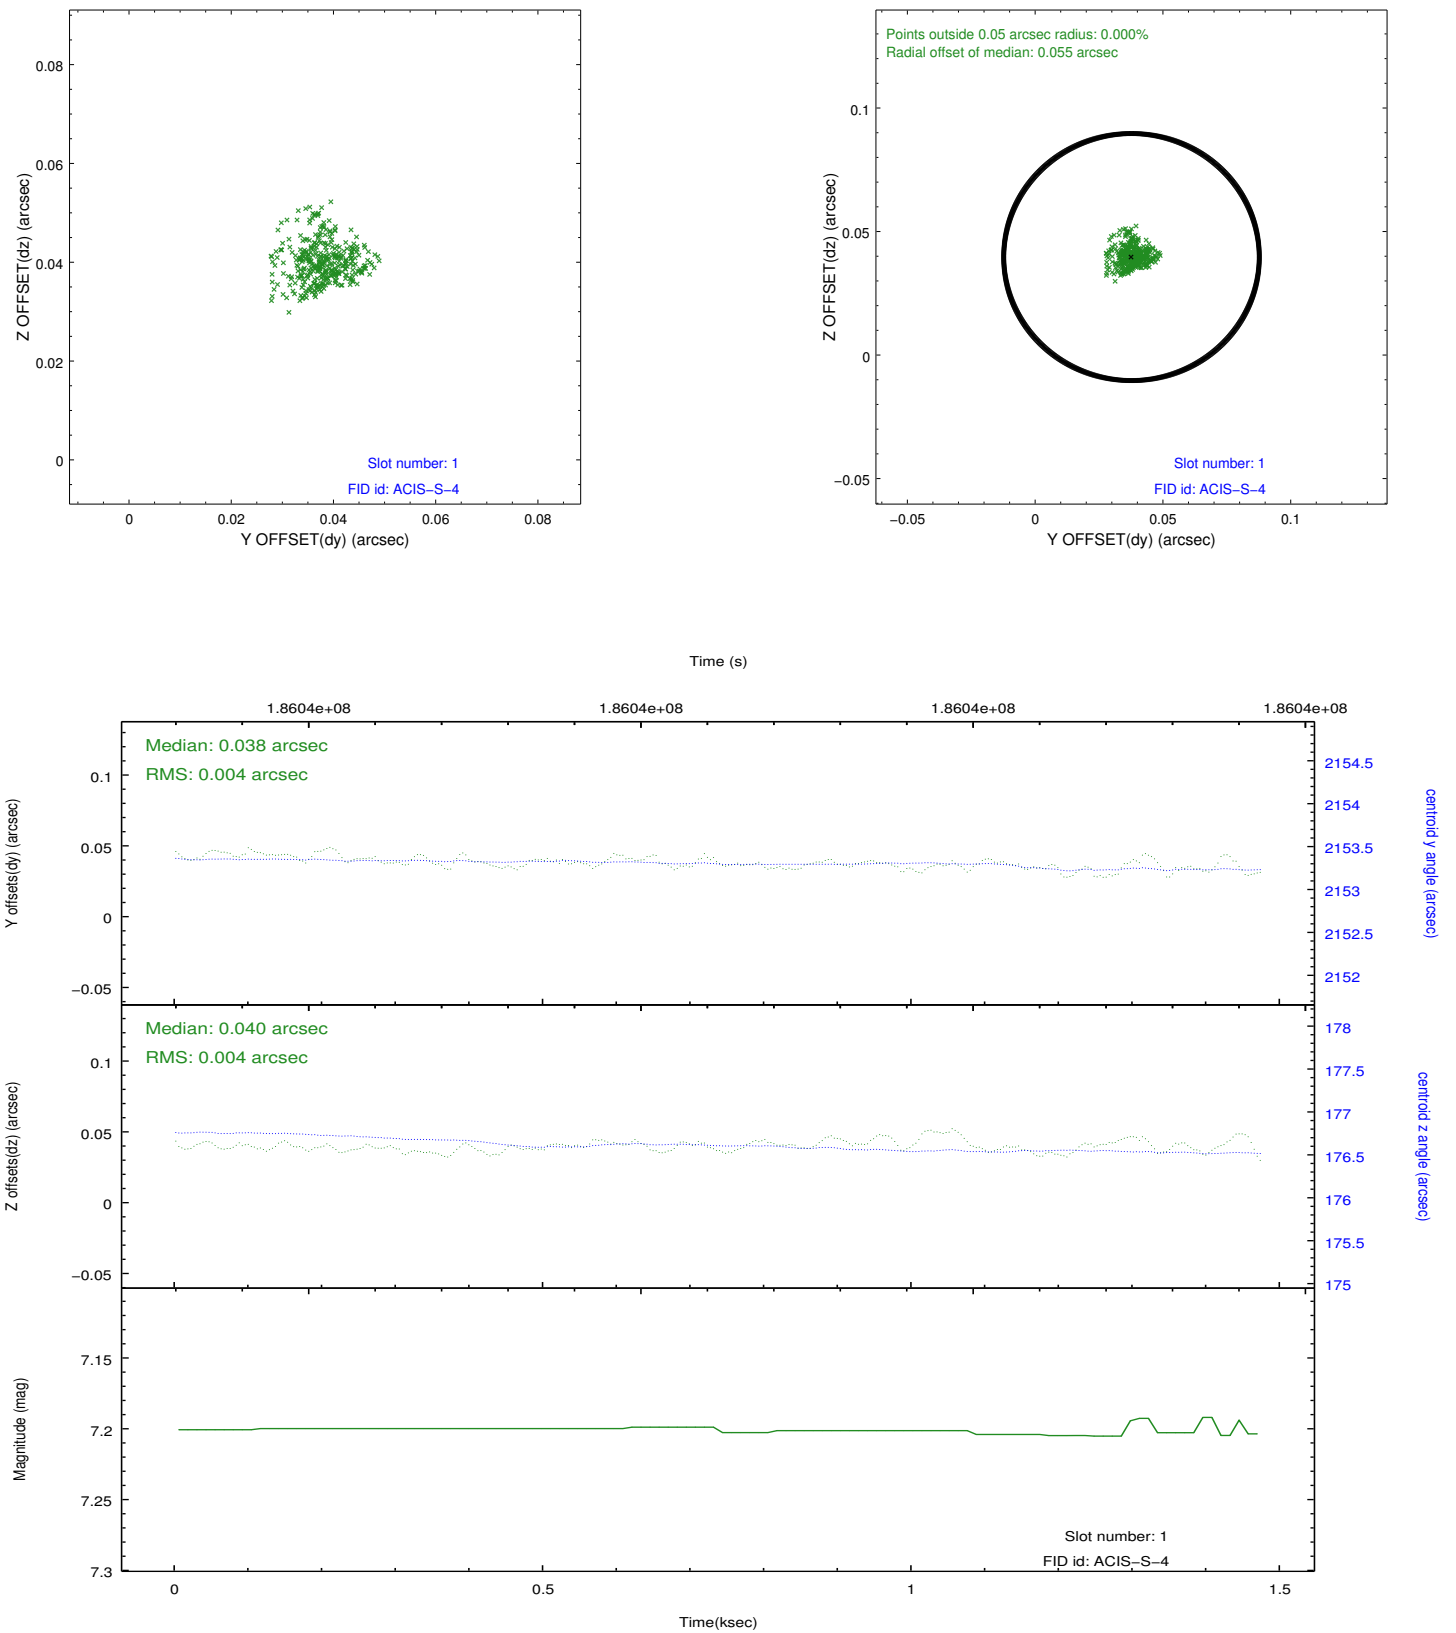 0.08
0.06
0.04
0.02
0
Z OFFSET(dz) (arcsec)
Slot number: 1
FID id: ACIS−S−4
0 0.02 0.04 0.06 0.08
Y OFFSET(dy) (arcsec)
Points outside 0.05 arcsec radius: 0.000%
Radial offset of median: 0.055 arcsec
0.1
0.05
0
−0.05
Z OFFSET(dz) (arcsec)
Slot number: 1
FID id: ACIS−S−4
−0.05 0 0.05 0.1
Y OFFSET(dy) (arcsec)
Time (s)
1.8604e+08 1.8604e+08 1.8604e+08 1.8604e+08
Median: 0.038 arcsec
RMS: 0.004 arcsec
0.1
0.05
0
−0.05
Y offsets(dy) (arcsec)
2154.5
2154
2153.5
2153
2152.5
2152
centroid y angle (arcsec)
Median: 0.040 arcsec
RMS: 0.004 arcsec
0.1
0.05
0
−0.05
Z offsets(dz) (arcsec)
178
177.5
177
176.5
176
175.5
175
centroid z angle (arcsec)
7.15
7.2
7.25
7.3
Magnitude (mag)
Slot number: 1
FID id: ACIS−S−4
0 0.5 1 1.5
Time(ksec)